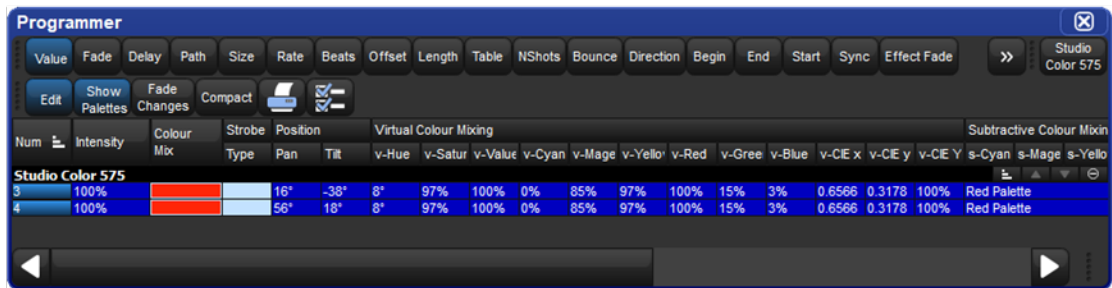 Programmer
Value Fade Delay Path Size Rate Beats Offset Length Table NShots Bounce Direction Begin End Start Sync Effect Fade » Studio Color 575
Edit Show Palettes Fade Changes Compact
Num Intensity Colour Mix Strobe Position Virtual Colour Mixing Subtractive Colour Mixin
Type Pan Tilt v-Hue v-Satur v-Value v-Cyan v-Mage v-Yello v-Red v-Gree v-Blue v-CIE x v-CIE y v-CIE Y s-Cyan s-Mage s-Yello
Studio Color 575
3 100% 16° -38° 8° 97% 100% 0% 85% 97% 100% 15% 3% 0.6566 0.3178 100% Red Palette
4 100% 56° 18° 8° 97% 100% 0% 85% 97% 100% 15% 3% 0.6566 0.3178 100% Red Palette